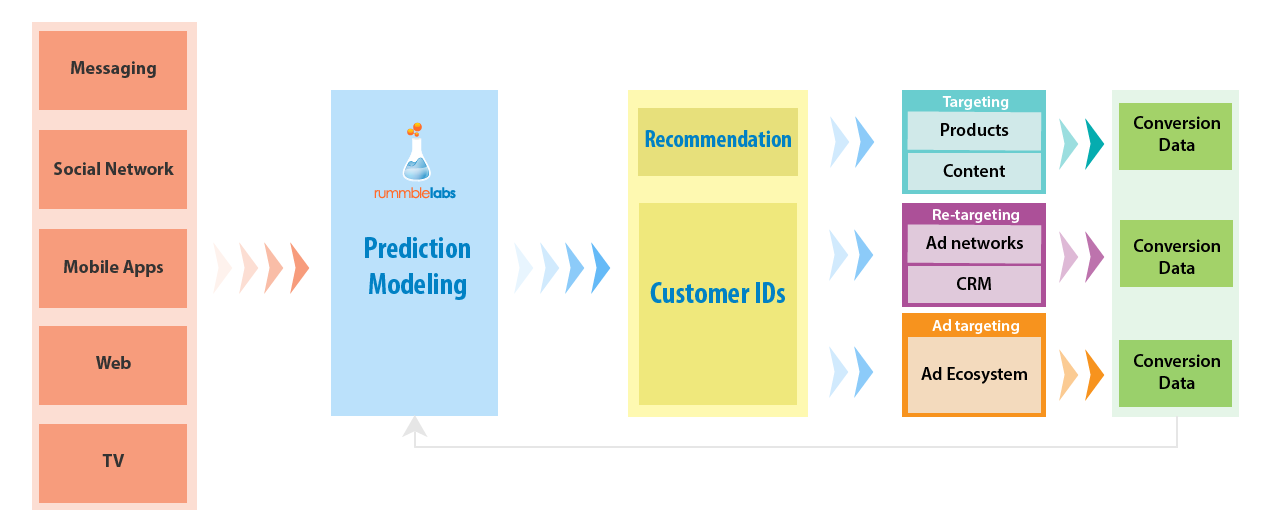 Messaging
Social Network
Mobile Apps
Web
TV
rummblelabs
Prediction
Modeling
Recommendation
Customer IDs
Targeting
Products
Content
Re-targeting
Ad networks
CRM
Ad targeting
Ad Ecosystem
Conversion
Data
Conversion
Data
Conversion
Data